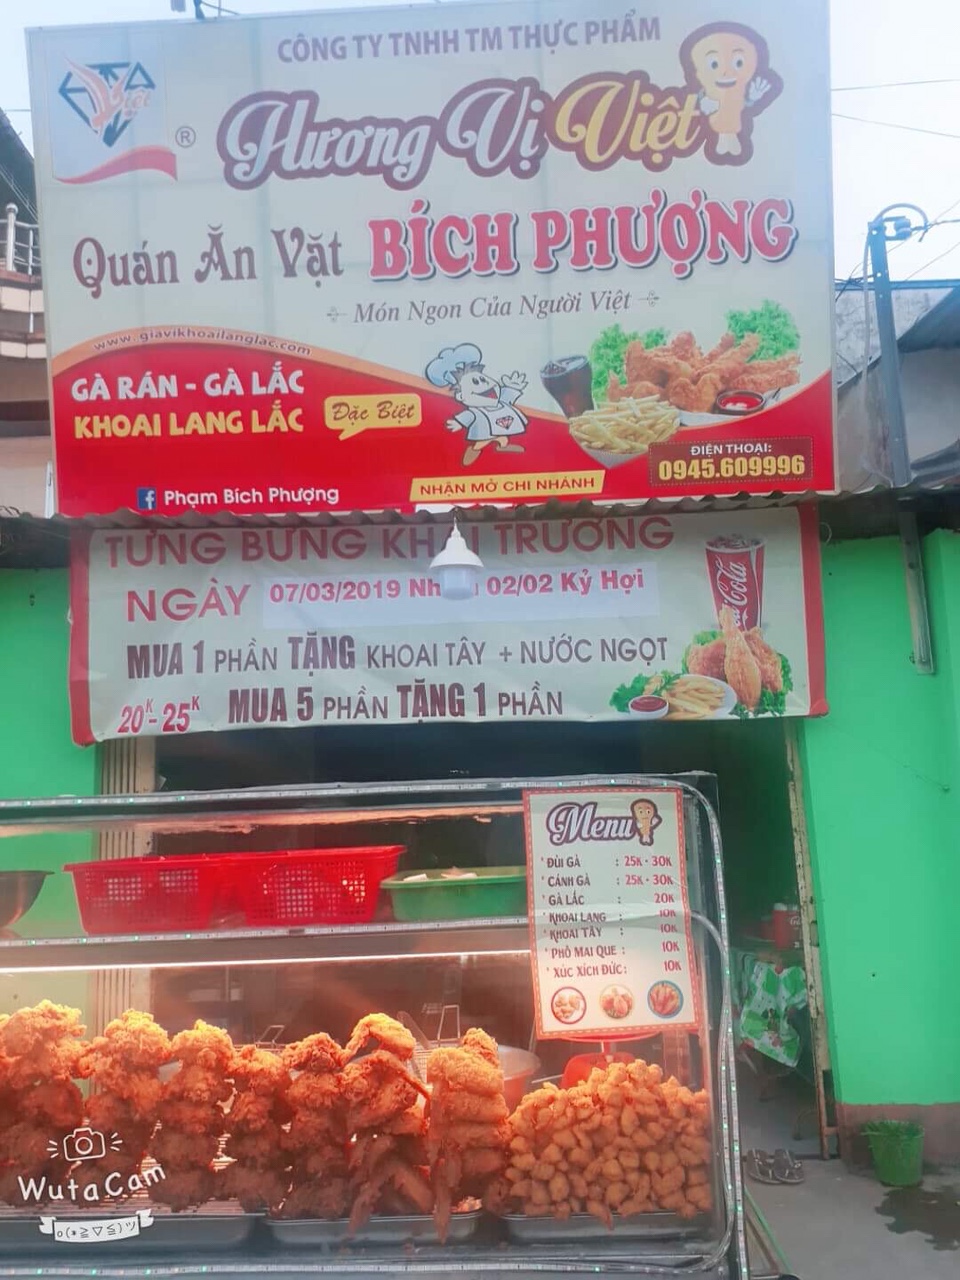 CÔNG TY TNHH TM THỰC PHẨM
Việt
®
Hương Vị Việt
Quán Ăn Vặt BÍCH PHƯỢNG
Món Ngon Của Người Việt
www.giavikhoailanglac.com
GÀ RÁN - GÀ LẮC
KHOAI LANG LẮC Đặc Biệt
ĐIỆN THOẠI:
0945.609996
NHẬN MỞ CHI NHÁNH
f Phạm Bích Phượng
TƯNG BỪNG KHAI TRƯƠNG
NGÀY 07/03/2019 02/02 Kỷ Hợi
Coca-Cola
MUA 1 PHẦN TẶNG KHOAI TÂY + NƯỚC NGỌT
20K-25K MUA 5 PHẦN TẶNG 1 PHẦN
Menu
ĐÙI GÀ : 25K - 30K
CÁNH GÀ : 25K - 30K
GÀ LẮC : 20K
KHOAI LANG : 10K
KHOAI TÂY : 10K
PHÔ MAI QUE : 10K
XÚC XÍCH ĐỨC : 10K
WutaCam
o(*≧▽≦)ツ